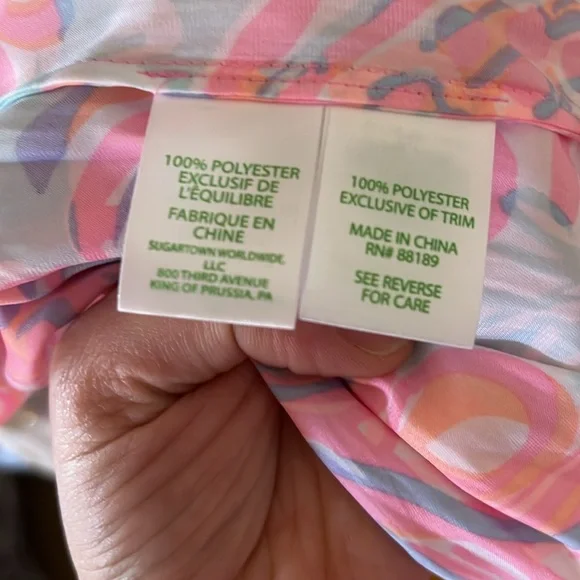 100% POLYESTER
EXCLUSIF DE
L'ÉQUILIBRE
FABRIQUE EN
CHINE
SUGARTOWN WORLDWIDE,
LLC
800 THIRD AVENUE
KING OF PRUSSIA, PA
100% POLYESTER
EXCLUSIVE OF TRIM
MADE IN CHINA
RN# 88189
SEE REVERSE
FOR CARE